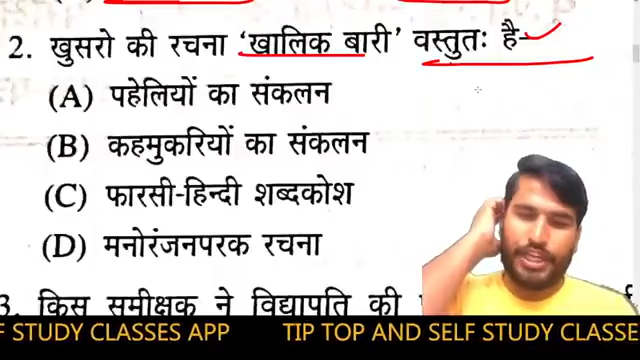 2. खुसरो की रचना ‘खालिक बारी’ वस्तुतः है-
(A) पहेलियों का संकलन
(B) कहमुकरियों का संकलन
(C) फारसी-हिन्दी शब्दकोश
(D) मनोरंजनपरक रचना
3. किस समीक्षक ने विद्यापति की
F STUDY CLASSES APP TIP TOP AND SELF STUDY CLASSE